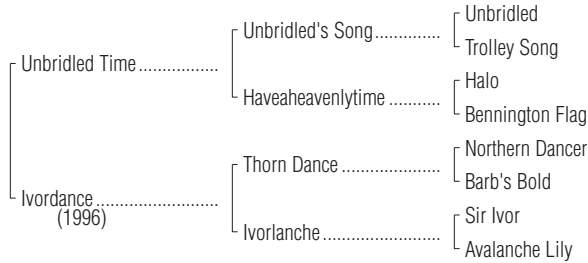 Unbridled
Unbridled's Song
Trolley Song
Unbridled Time
Halo
Haveaheavenlytime
Bennington Flag
Northern Dancer
Thorn Dance
Barb's Bold
Ivordance
(1996)
Sir Ivor
Ivorlanche
Avalanche Lily